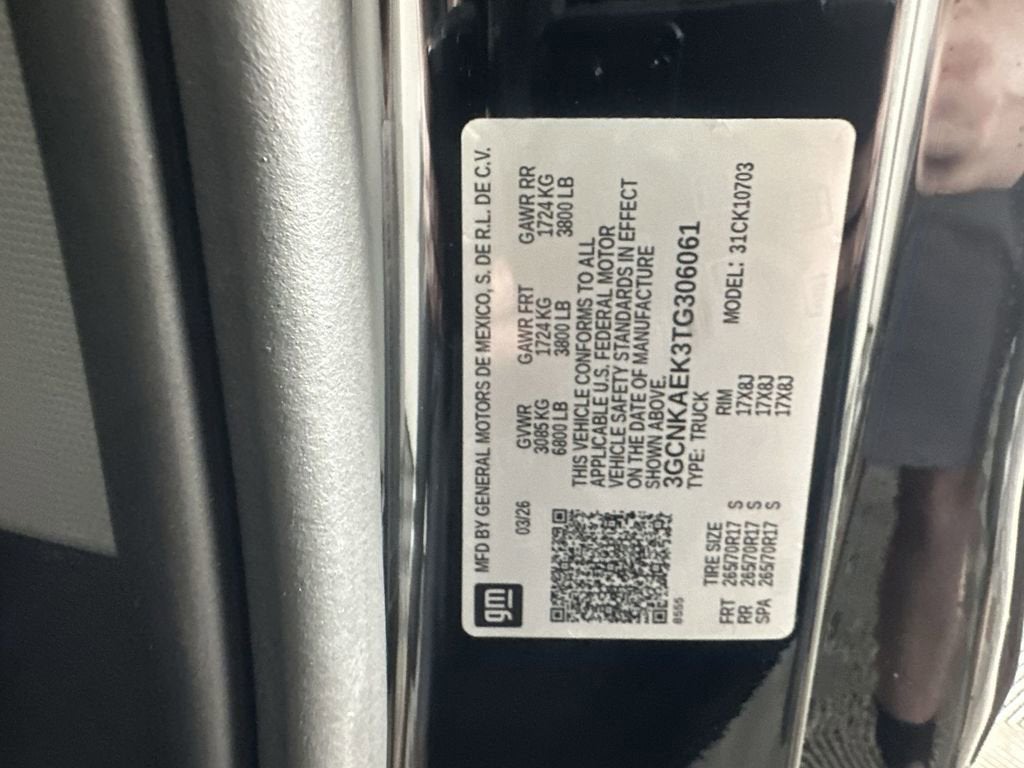 gm
MFD BY GENERAL MOTORS DE MEXICO, S. DE R.L. DE C.V.
03/26 GVWR GAWR FRT GAWR RR
3085 KG 1724 KG 1724 KG
6800 LB 3800 LB 3800 LB
THIS VEHICLE CONFORMS TO ALL
APPLICABLE U.S. FEDERAL MOTOR
VEHICLE SAFETY STANDARDS IN EFFECT
ON THE DATE OF MANUFACTURE
SHOWN ABOVE.
3GCNKAEK3TG306061
8555
TYPE: TRUCK MODEL: 31CK10703
TIRE SIZE RIM
FRT 265/70R17 S 17X8J
RR 265/70R17 S 17X8J
SPA 265/70R17 S 17X8J